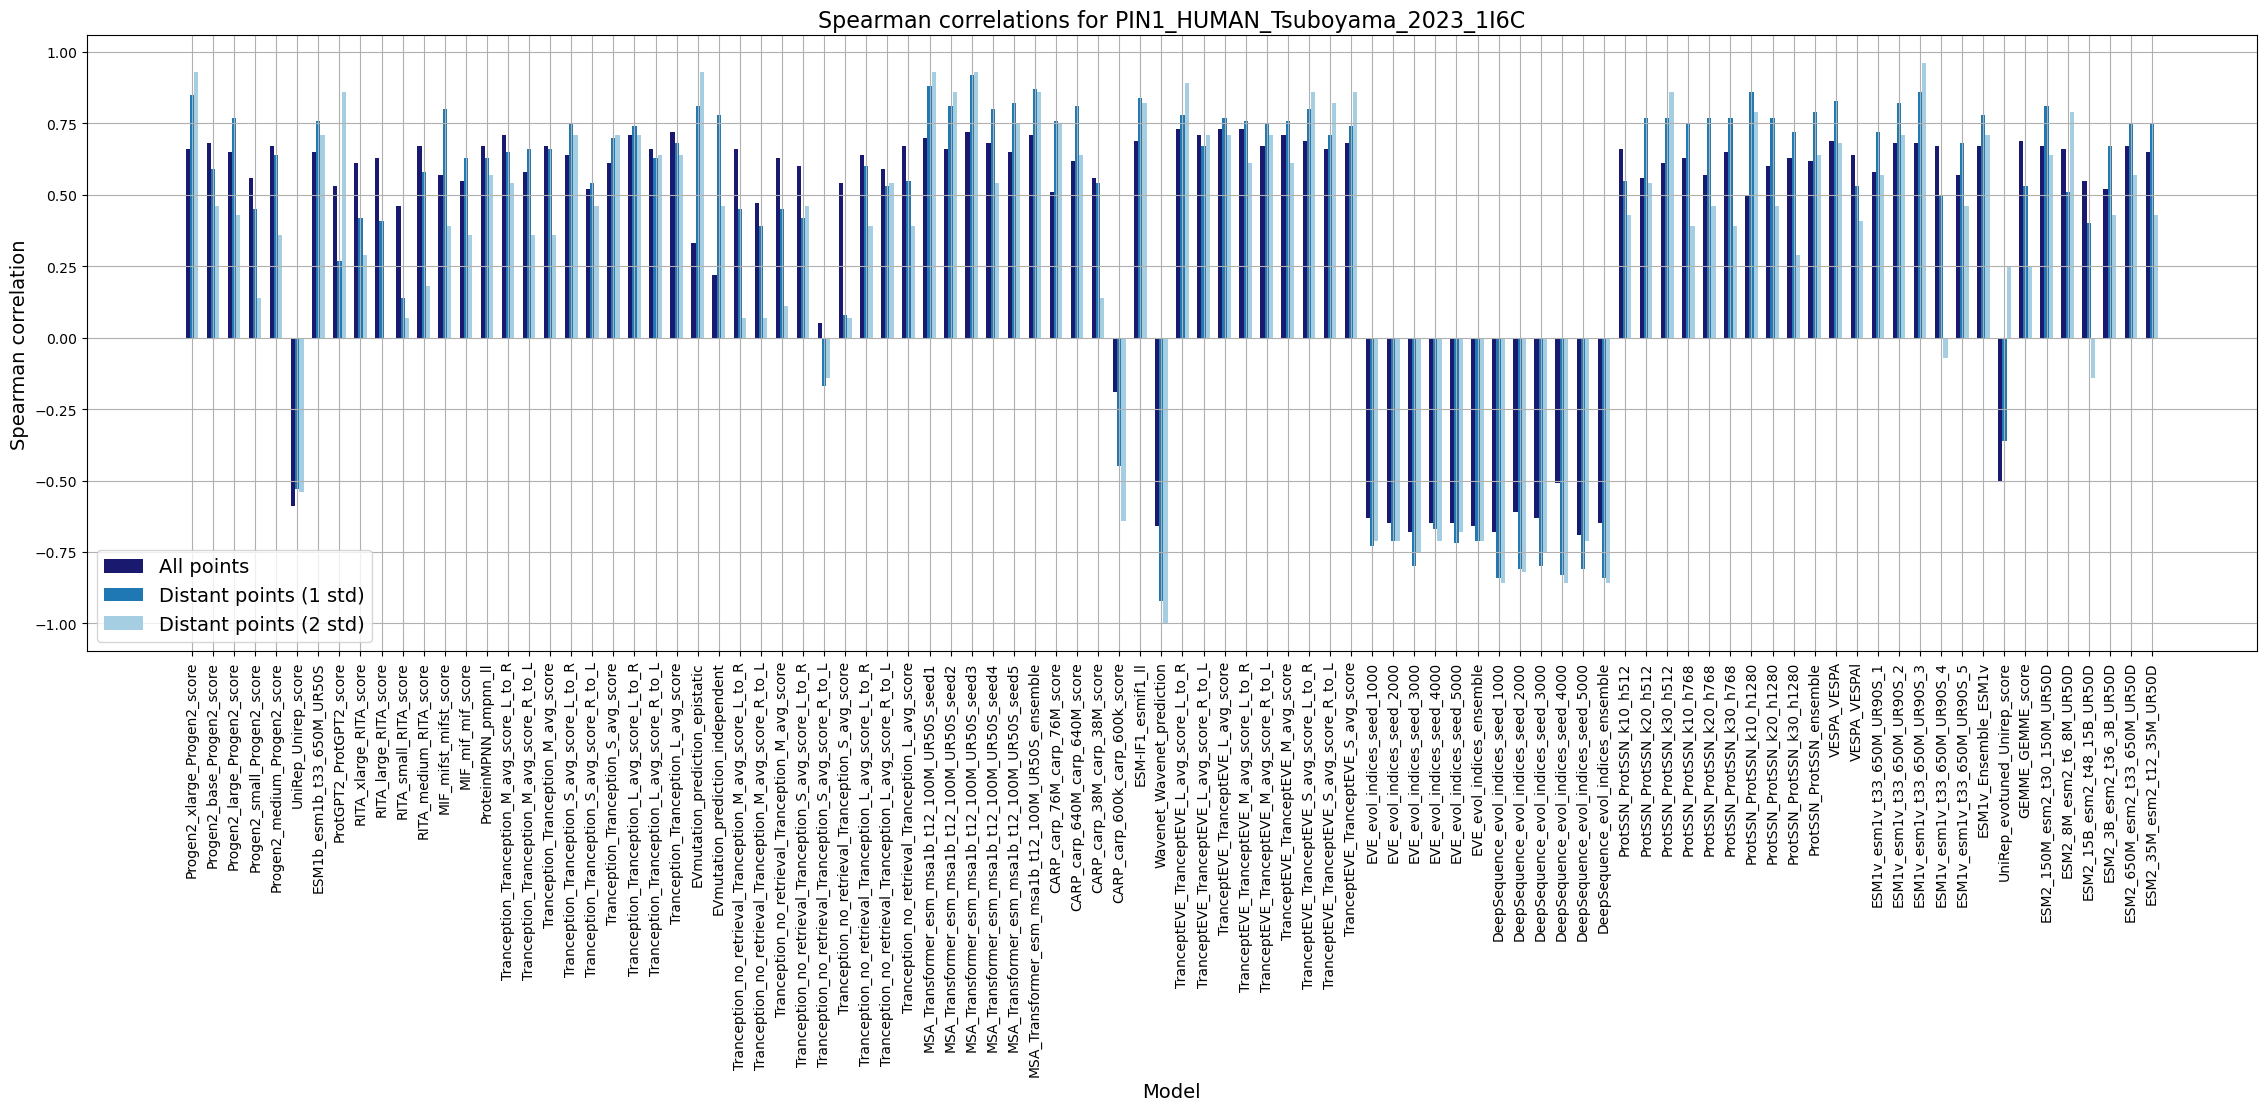 Spearman correlations for PIN1_HUMAN_Tsuboyama_2023_1I6C
Spearman correlation
1.00
0.75
0.50
0.25
0.00
−0.25
−0.50
−0.75
−1.00
All points
Distant points (1 std)
Distant points (2 std)
Progen2_xlarge_Progen2_score
Progen2_base_Progen2_score
Progen2_large_Progen2_score
Progen2_small_Progen2_score
Progen2_medium_Progen2_score
UniRep_Unirep_score
ESM1b_esm1b_t33_650M_UR50S
ProtGPT2_ProtGPT2_score
RITA_xlarge_RITA_score
RITA_large_RITA_score
RITA_small_RITA_score
RITA_medium_RITA_score
MIF_mifst_mifst_score
MIF_mif_mif_score
ProteinMPNN_pmpnn_ll
Tranception_Tranception_M_avg_score_L_to_R
Tranception_Tranception_M_avg_score_R_to_L
Tranception_Tranception_M_avg_score
Tranception_Tranception_S_avg_score_L_to_R
Tranception_Tranception_S_avg_score_R_to_L
Tranception_Tranception_S_avg_score
Tranception_Tranception_L_avg_score_L_to_R
Tranception_Tranception_L_avg_score_R_to_L
Tranception_Tranception_L_avg_score
EVmutation_prediction_epistatic
EVmutation_prediction_independent
Tranception_no_retrieval_Tranception_M_avg_score_L_to_R
Tranception_no_retrieval_Tranception_M_avg_score_R_to_L
Tranception_no_retrieval_Tranception_M_avg_score
Tranception_no_retrieval_Tranception_S_avg_score_L_to_R
Tranception_no_retrieval_Tranception_S_avg_score_R_to_L
Tranception_no_retrieval_Tranception_S_avg_score
Tranception_no_retrieval_Tranception_L_avg_score_L_to_R
Tranception_no_retrieval_Tranception_L_avg_score_R_to_L
Tranception_no_retrieval_Tranception_L_avg_score
MSA_Transformer_esm_msa1b_t12_100M_UR50S_seed1
MSA_Transformer_esm_msa1b_t12_100M_UR50S_seed2
MSA_Transformer_esm_msa1b_t12_100M_UR50S_seed3
MSA_Transformer_esm_msa1b_t12_100M_UR50S_seed4
MSA_Transformer_esm_msa1b_t12_100M_UR50S_seed5
MSA_Transformer_esm_msa1b_t12_100M_UR50S_ensemble
CARP_carp_76M_carp_76M_score
CARP_carp_640M_carp_640M_score
CARP_carp_38M_carp_38M_score
CARP_carp_600k_carp_600k_score
ESM-IF1_esmif1_ll
Wavenet_Wavenet_prediction
TranceptEVE_TranceptEVE_L_avg_score_L_to_R
TranceptEVE_TranceptEVE_L_avg_score_R_to_L
TranceptEVE_TranceptEVE_L_avg_score
TranceptEVE_TranceptEVE_M_avg_score_L_to_R
TranceptEVE_TranceptEVE_M_avg_score_R_to_L
TranceptEVE_TranceptEVE_M_avg_score
TranceptEVE_TranceptEVE_S_avg_score_L_to_R
TranceptEVE_TranceptEVE_S_avg_score_R_to_L
TranceptEVE_TranceptEVE_S_avg_score
EVE_evol_indices_seed_1000
EVE_evol_indices_seed_2000
EVE_evol_indices_seed_3000
EVE_evol_indices_seed_4000
EVE_evol_indices_seed_5000
EVE_evol_indices_ensemble
DeepSequence_evol_indices_seed_1000
DeepSequence_evol_indices_seed_2000
DeepSequence_evol_indices_seed_3000
DeepSequence_evol_indices_seed_4000
DeepSequence_evol_indices_seed_5000
DeepSequence_evol_indices_ensemble
ProtSSN_ProtSSN_k10_h512
ProtSSN_ProtSSN_k20_h512
ProtSSN_ProtSSN_k30_h512
ProtSSN_ProtSSN_k10_h768
ProtSSN_ProtSSN_k20_h768
ProtSSN_ProtSSN_k30_h768
ProtSSN_ProtSSN_k10_h1280
ProtSSN_ProtSSN_k20_h1280
ProtSSN_ProtSSN_k30_h1280
ProtSSN_ProtSSN_ensemble
VESPA_VESPA
VESPA_VESPAl
ESM1v_esm1v_t33_650M_UR90S_1
ESM1v_esm1v_t33_650M_UR90S_2
ESM1v_esm1v_t33_650M_UR90S_3
ESM1v_esm1v_t33_650M_UR90S_4
ESM1v_esm1v_t33_650M_UR90S_5
ESM1v_Ensemble_ESM1v
UniRep_evotuned_Unirep_score
GEMME_GEMME_score
ESM2_150M_esm2_t30_150M_UR50D
ESM2_8M_esm2_t6_8M_UR50D
ESM2_15B_esm2_t48_15B_UR50D
ESM2_3B_esm2_t36_3B_UR50D
ESM2_650M_esm2_t33_650M_UR50D
ESM2_35M_esm2_t12_35M_UR50D
Model